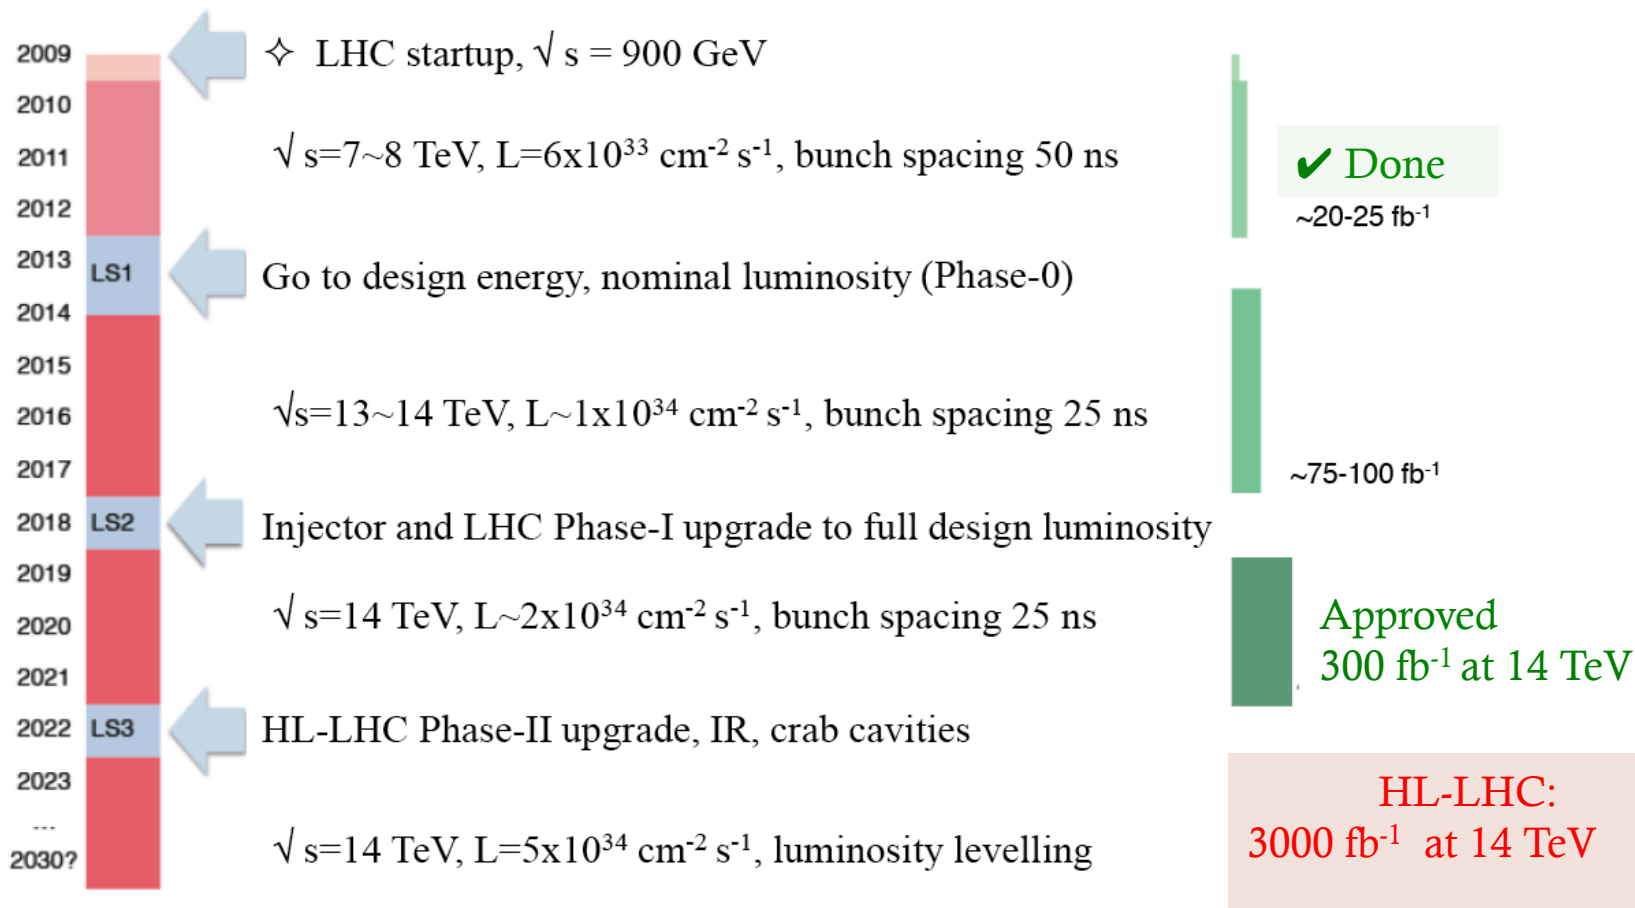 2009
✧ LHC startup, √ s = 900 GeV
2010
2011
√ s=7~8 TeV, L=6x10³³ cm⁻² s⁻¹, bunch spacing 50 ns
✔ Done
2012
~20-25 fb⁻¹
2013
LS1
Go to design energy, nominal luminosity (Phase-0)
2014
2015
2016
√s=13~14 TeV, L~1x10³⁴ cm⁻² s⁻¹, bunch spacing 25 ns
2017
~75-100 fb⁻¹
2018
LS2
Injector and LHC Phase-I upgrade to full design luminosity
2019
2020
√ s=14 TeV, L~2x10³⁴ cm⁻² s⁻¹, bunch spacing 25 ns
Approved
300 fb⁻¹ at 14 TeV
2021
2022
LS3
HL-LHC Phase-II upgrade, IR, crab cavities
2023
---
2030?
√ s=14 TeV, L=5x10³⁴ cm⁻² s⁻¹, luminosity levelling
HL-LHC:
3000 fb⁻¹ at 14 TeV